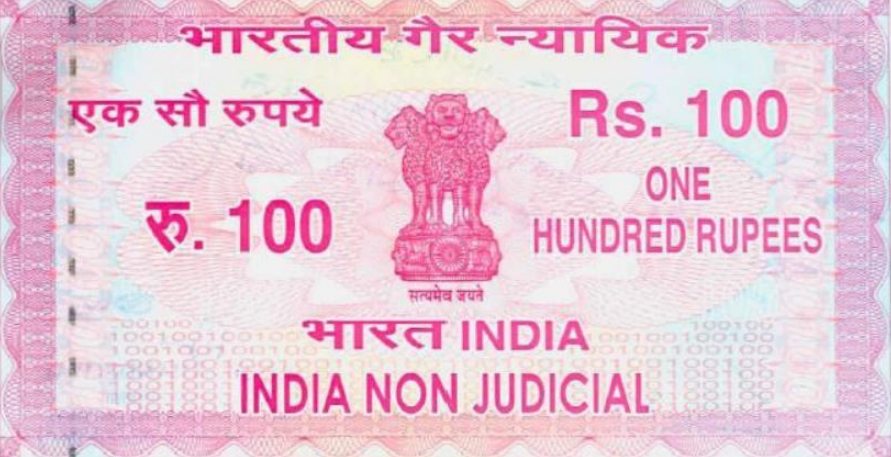 भारतीय गैर न्यायिक
एक सौ रुपये
Rs. 100
रु. 100
ONE
HUNDRED RUPEES
सत्यमेव जयते
भारत INDIA
INDIA NON JUDICIAL